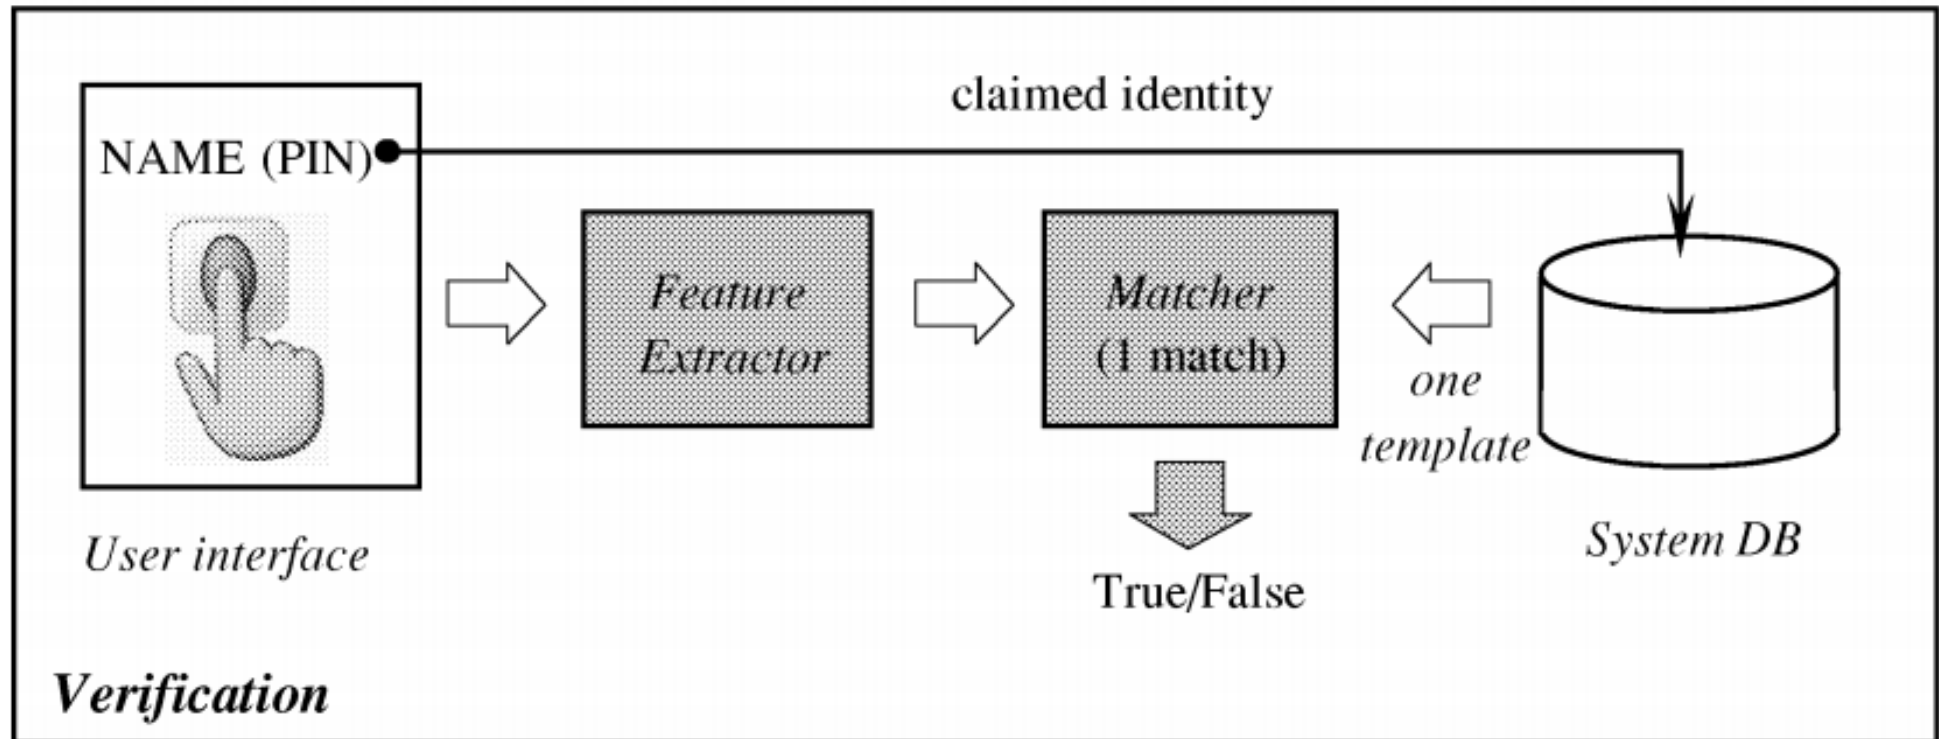 claimed identity
NAME (PIN)
Feature
Extractor
Matcher
(1 match)
one
template
User interface
System DB
True/False
Verification